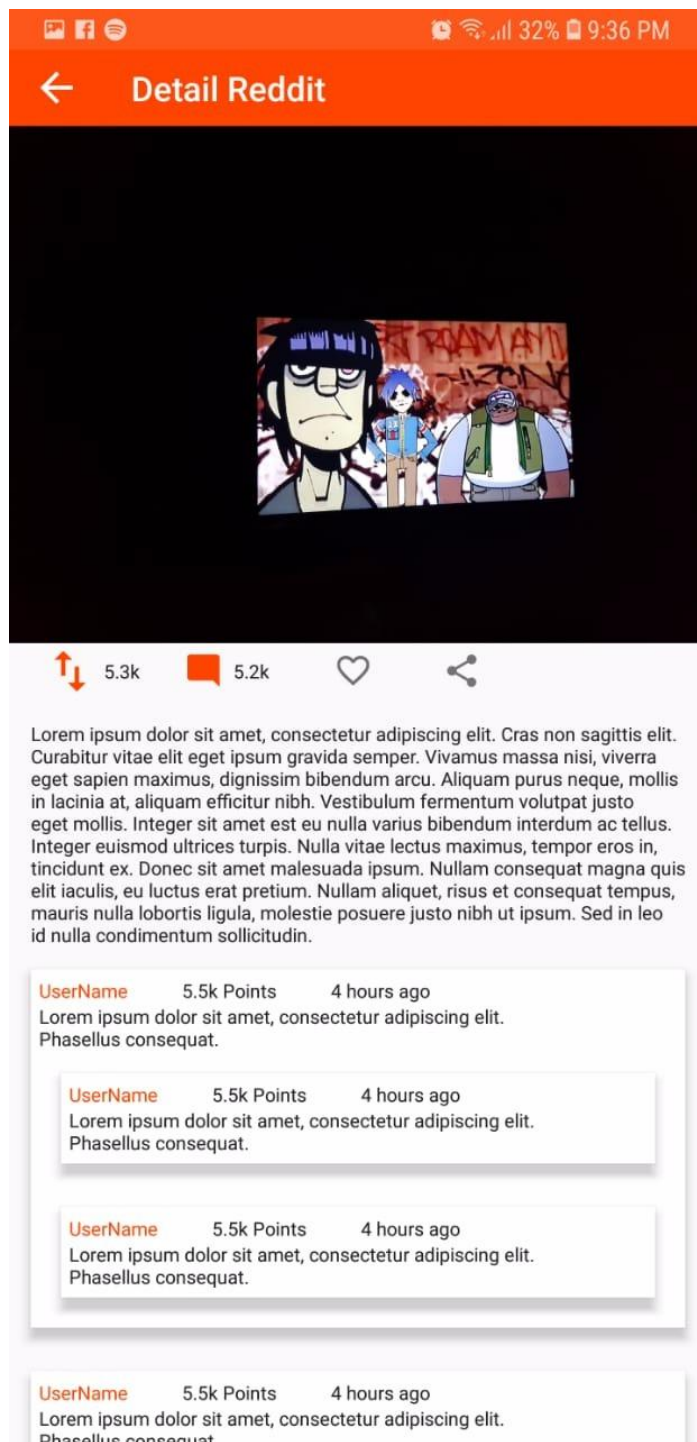 32% 9:36 PM
Detail Reddit
ROAM
5.3k 5.2k
Lorem ipsum dolor sit amet, consectetur adipiscing elit. Cras non sagittis elit.
Curabitur vitae elit eget ipsum gravida semper. Vivamus massa nisi, viverra
eget sapien maximus, dignissim bibendum arcu. Aliquam purus neque, mollis
in lacinia at, aliquam efficitur nibh. Vestibulum fermentum volutpat justo
eget mollis. Integer sit amet est eu nulla varius bibendum interdum ac tellus.
Integer euismod ultrices turpis. Nulla vitae lectus maximus, tempor eros in,
tincidunt ex. Donec sit amet malesuada ipsum. Nullam consequat magna quis
elit iaculis, eu luctus erat pretium. Nullam aliquet, risus et consequat tempus,
mauris nulla lobortis ligula, molestie posuere justo nibh ut ipsum. Sed in leo
id nulla condimentum sollicitudin.
UserName 5.5k Points 4 hours ago
Lorem ipsum dolor sit amet, consectetur adipiscing elit.
Phasellus consequat.
UserName 5.5k Points 4 hours ago
Lorem ipsum dolor sit amet, consectetur adipiscing elit.
Phasellus consequat.
UserName 5.5k Points 4 hours ago
Lorem ipsum dolor sit amet, consectetur adipiscing elit.
Phasellus consequat.
UserName 5.5k Points 4 hours ago
Lorem ipsum dolor sit amet, consectetur adipiscing elit.
Phasellus consequat